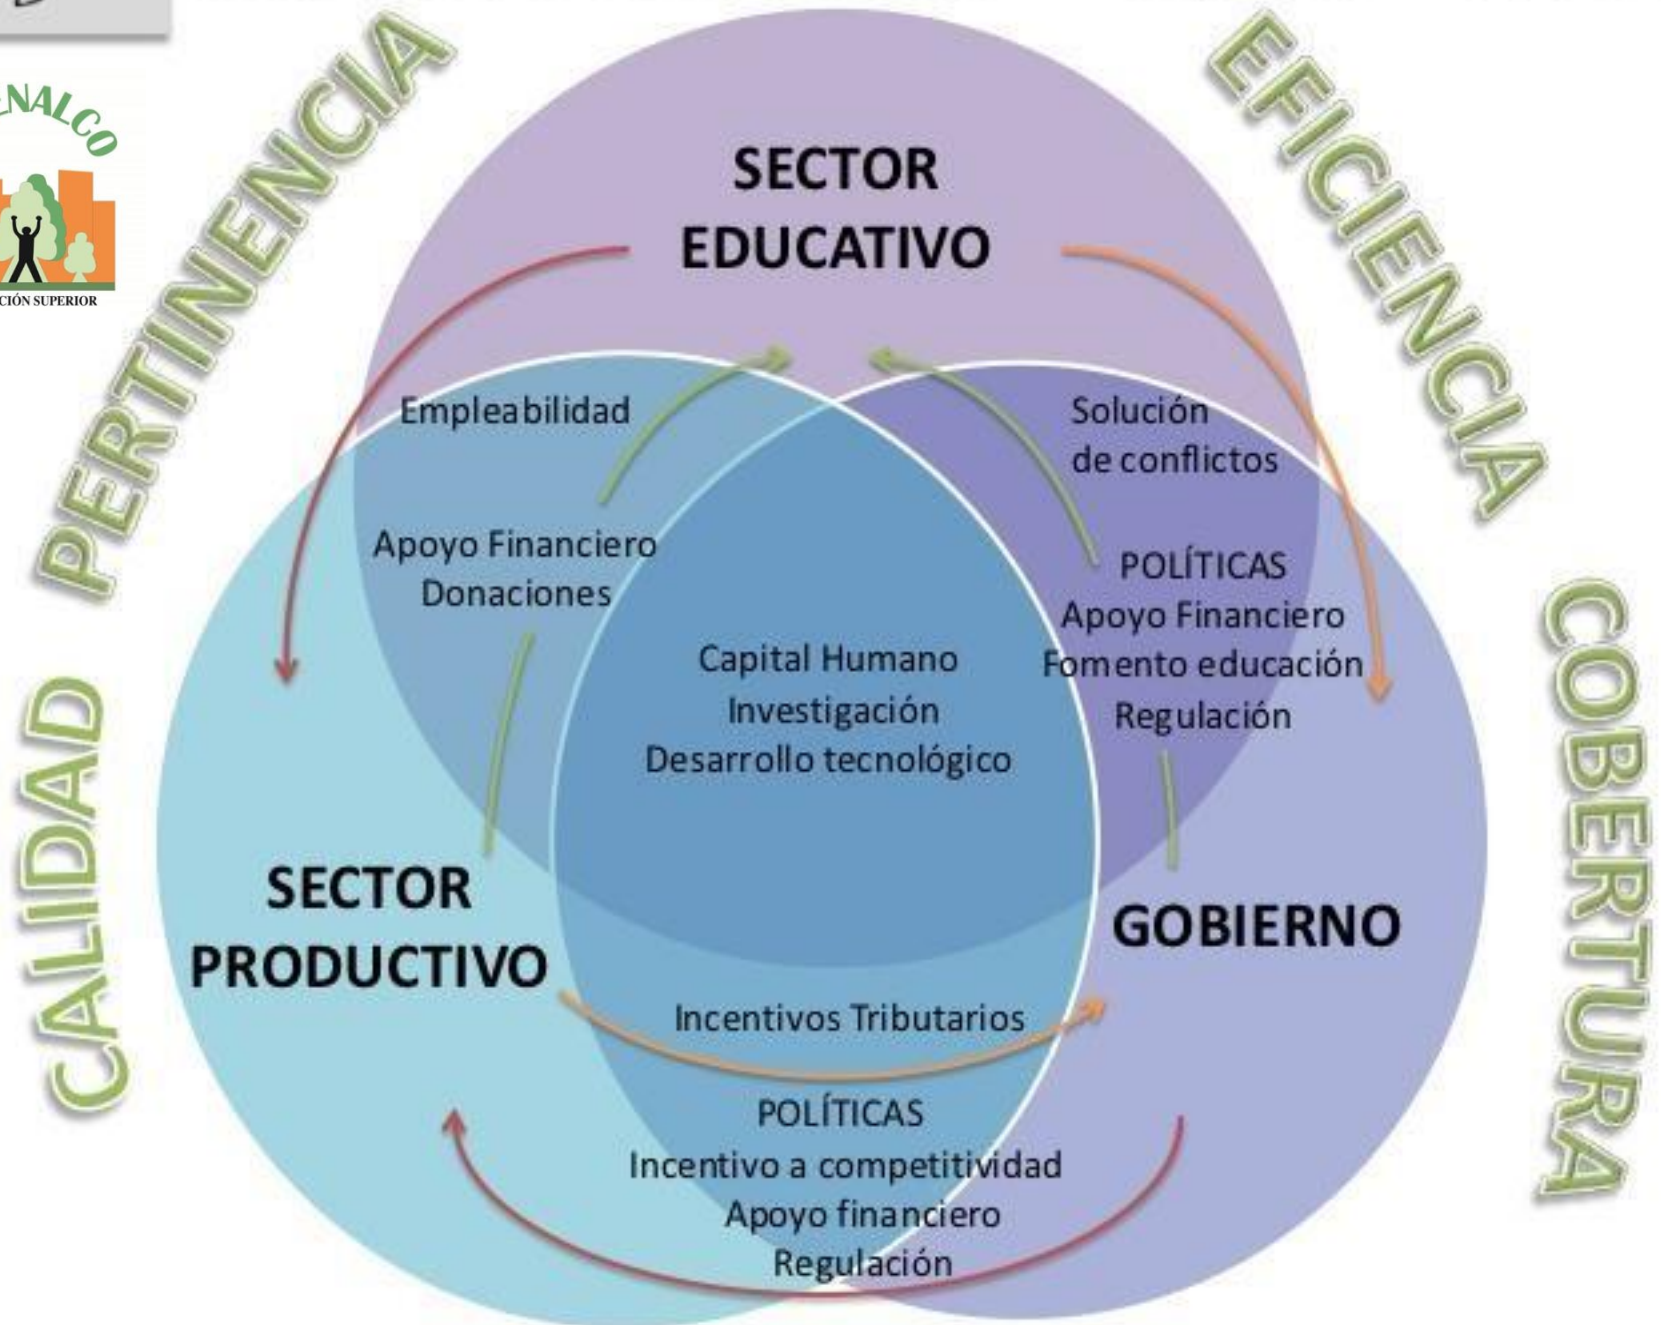 PERTINENCIA
EFICIENCIA
SECTOR
EDUCATIVO
CIÓN SUPERIOR
Empleabilidad
Solución
de conflictos
Apoyo Financiero
Donaciones
POLÍTICAS
Apoyo Financiero
Fomento educación
Regulación
Capital Humano
Investigación
Desarrollo tecnológico
CALIDAD
COBERTURA
SECTOR
PRODUCTIVO
GOBIERNO
Incentivos Tributarios
POLÍTICAS
Incentivo a competitividad
Apoyo financiero
Regulación